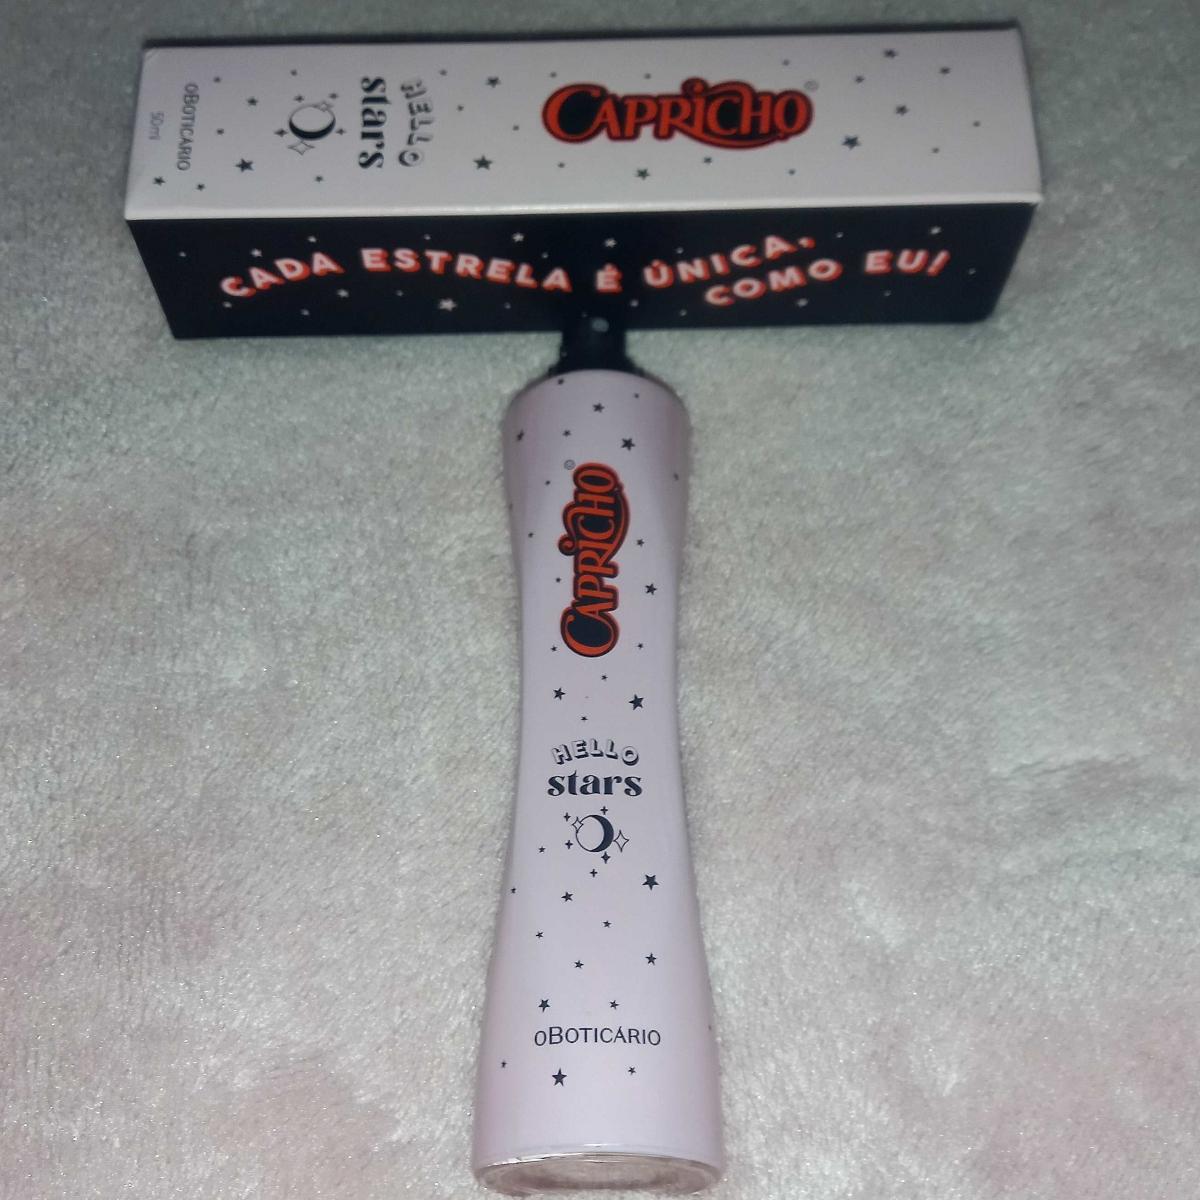 CAPRICHO
HELLO
stars
oBOTICÁRIO
50ml
CADA ESTRELA É ÚNICA,
COMO EU!
CAPRICHO
HELLO
stars
oBOTICÁRIO